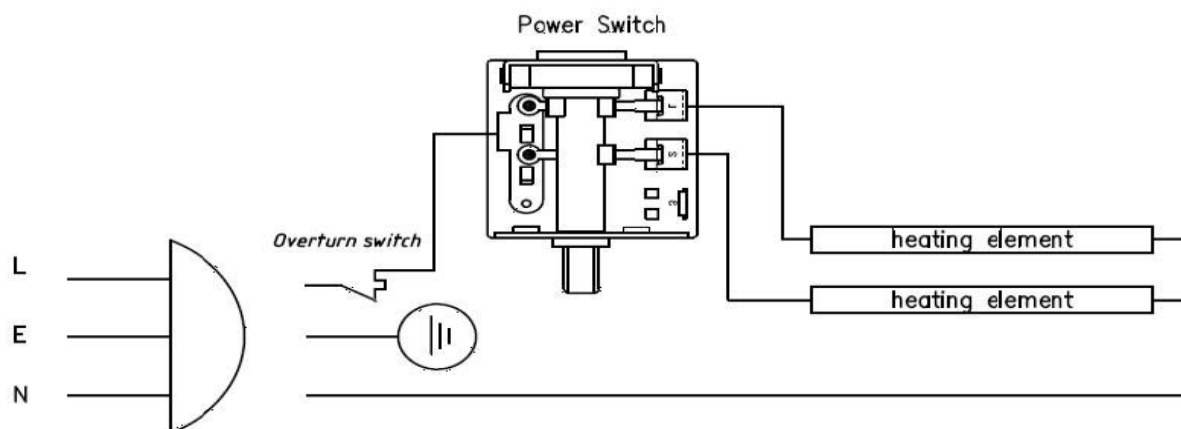 Power Switch
Overturn switch
heating element
heating element
L
E
N